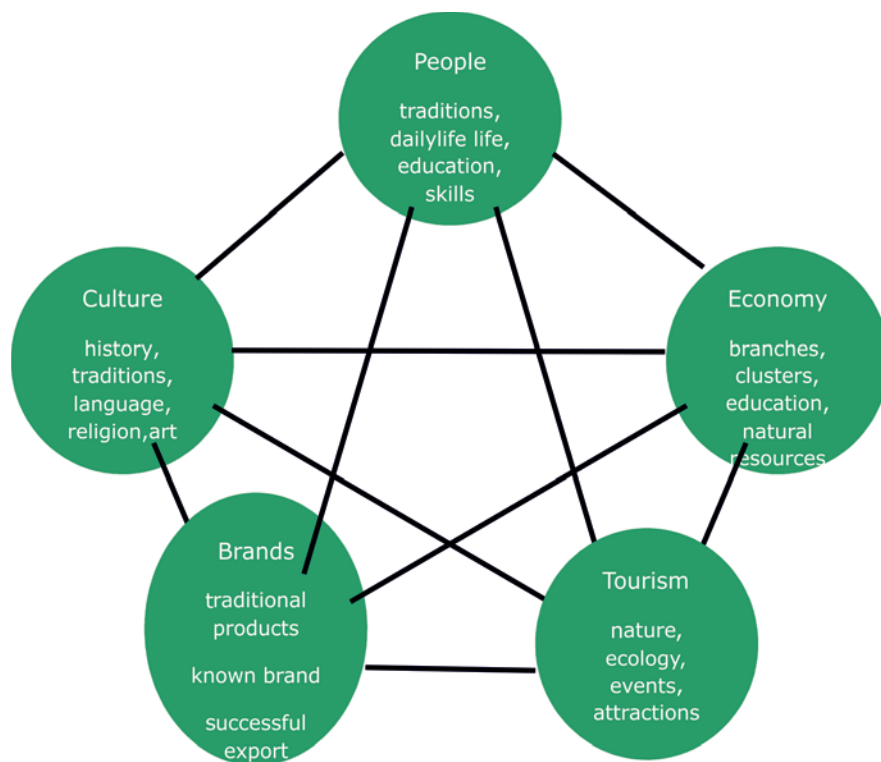 People
traditions,
dailylife life,
education,
skills
Culture
history,
traditions,
language,
religion,art
Economy
branches,
clusters,
education,
natural
resources
Brands
traditional
products
known brand
successful
export
Tourism
nature,
ecology,
events,
attractions